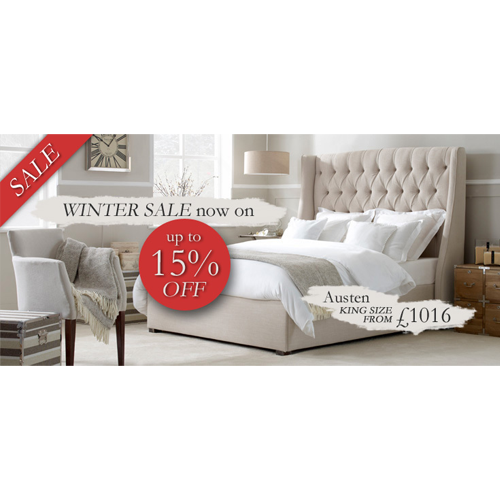 SALE
WINTER SALE now on
up to
15%
OFF
Austen
KING SIZE
FROM £1016